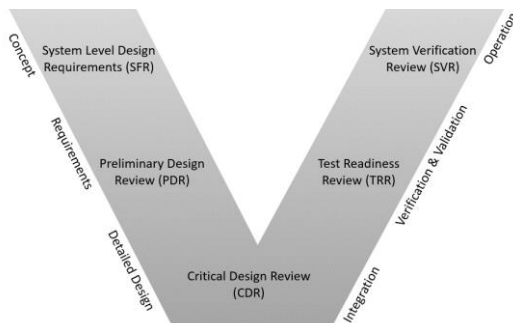 Concept
System Level Design
Requirements (SFR)
System Verification
Review (SVR)
Operation
Requirements
Preliminary Design
Review (PDR)
Test Readiness
Review (TRR)
Verification & Validation
Detailed Design
Critical Design Review
(CDR)
Integration